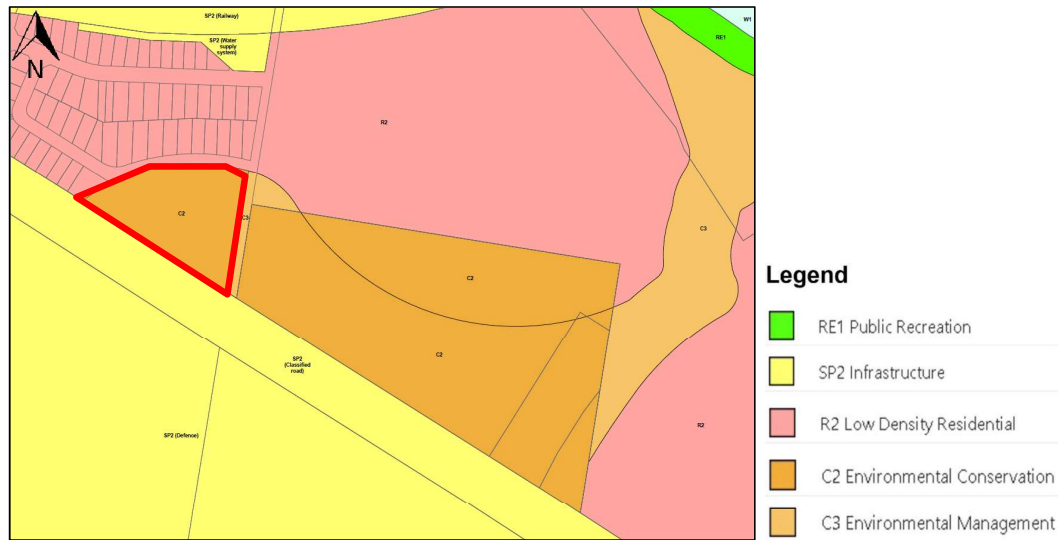 SP2 (Railway)
W1
SP2 (Water
supply
system)
RE1
N
R2
C2
C3
C3
C2
C2
SP2
(Classified
road)
SP2 (Defence)
R2
Legend
RE1 Public Recreation
SP2 Infrastructure
R2 Low Density Residential
C2 Environmental Conservation
C3 Environmental Management